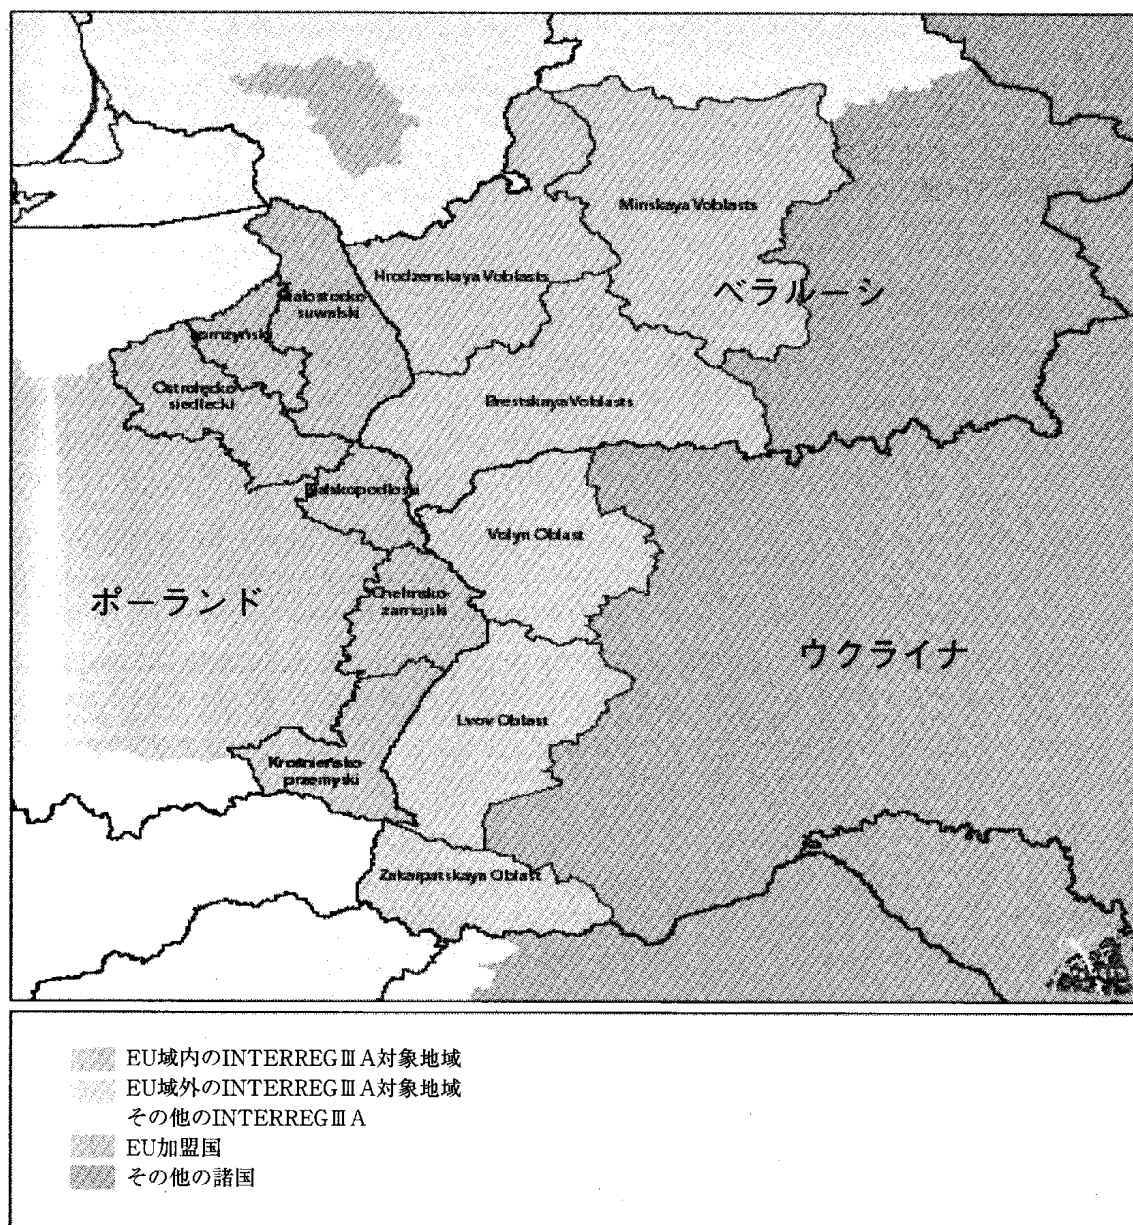 Minskaya Voblasts
Hrodzenskaya Voblasts
ベラルーシ
Bialostocko-
suwalski
Łomżyński
Ostrołęcko-
siedlecki
Brestskaya Voblasts
Bialskopodlaski
Volyn Oblast
Chełmsko-
zamojski
ポーランド
ウクライナ
Lvov Oblast
Krośnieńsko-
przemyski
Zakarpatskaya Oblast
EU域内のINTERREGⅢA対象地域
EU域外のINTERREGⅢA対象地域
その他のINTERREGⅢA
EU加盟国
その他の諸国